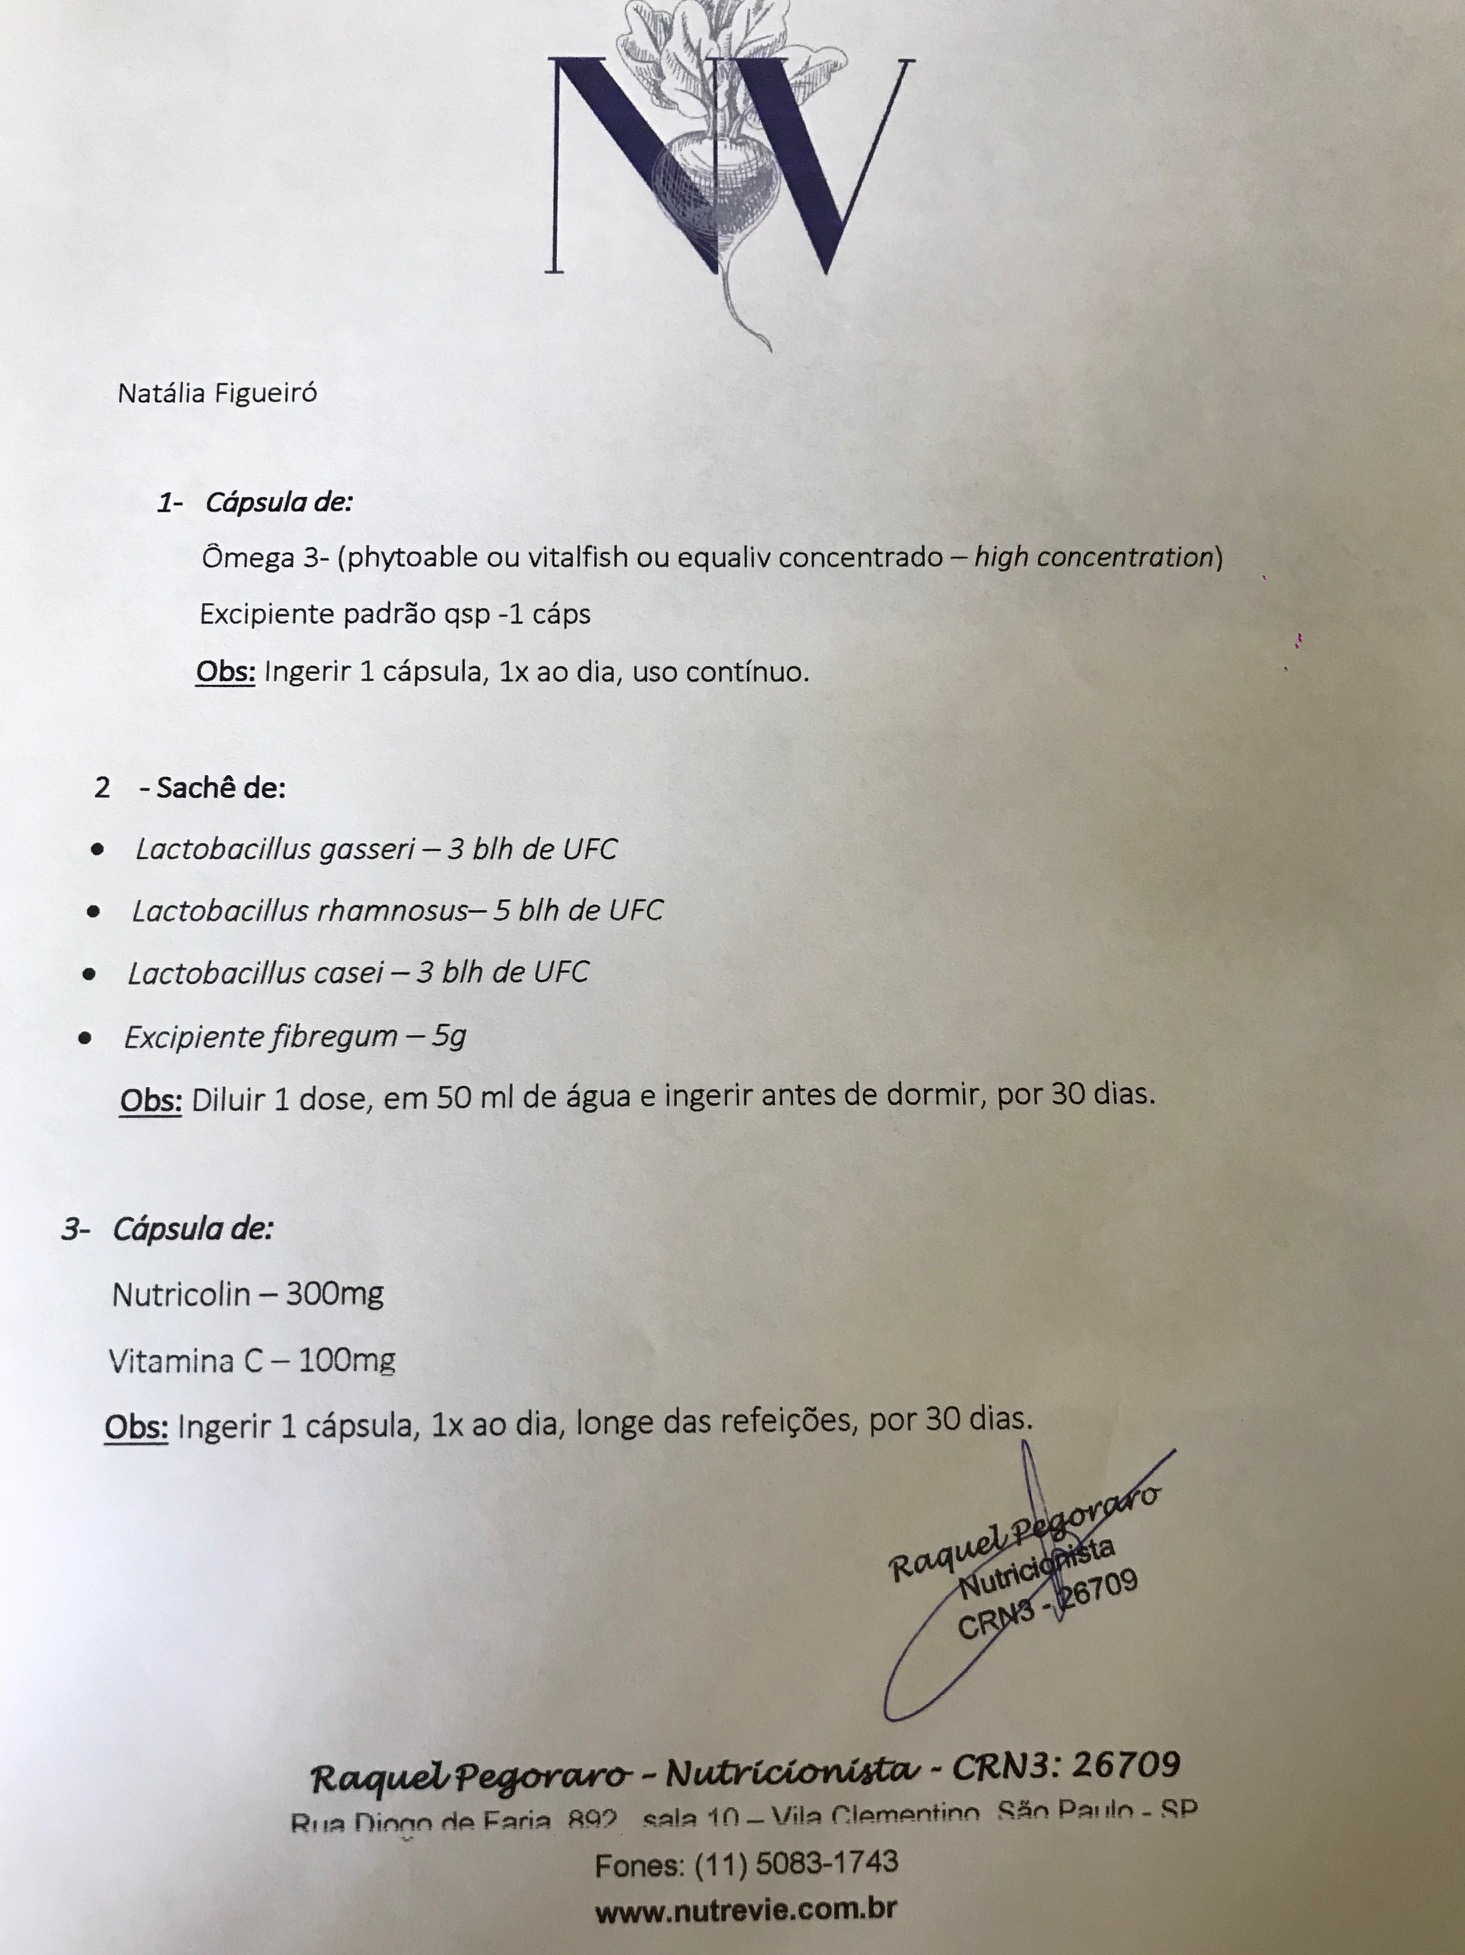 NV
Natália Figueiró
1- Cápsula de:
Ômega 3- (phytoable ou vitalfish ou equaliv concentrado – high concentration)
Excipiente padrão qsp -1 cáps
Obs: Ingerir 1 cápsula, 1x ao dia, uso contínuo.
2 - Sachê de:
• Lactobacillus gasseri – 3 blh de UFC
• Lactobacillus rhamnosus– 5 blh de UFC
• Lactobacillus casei – 3 blh de UFC
• Excipiente fibregum – 5g
Obs: Diluir 1 dose, em 50 ml de água e ingerir antes de dormir, por 30 dias.
3- Cápsula de:
Nutricolin – 300mg
Vitamina C – 100mg
Obs: Ingerir 1 cápsula, 1x ao dia, longe das refeições, por 30 dias.
Raquel Pegoraro
Nutricionista
CRN3 - 26709
Raquel Pegoraro - Nutricionista - CRN3: 26709
Rua Diogo de Faria 892 sala 10 – Vila Clementino São Paulo - SP
Fones: (11) 5083-1743
www.nutrevie.com.br